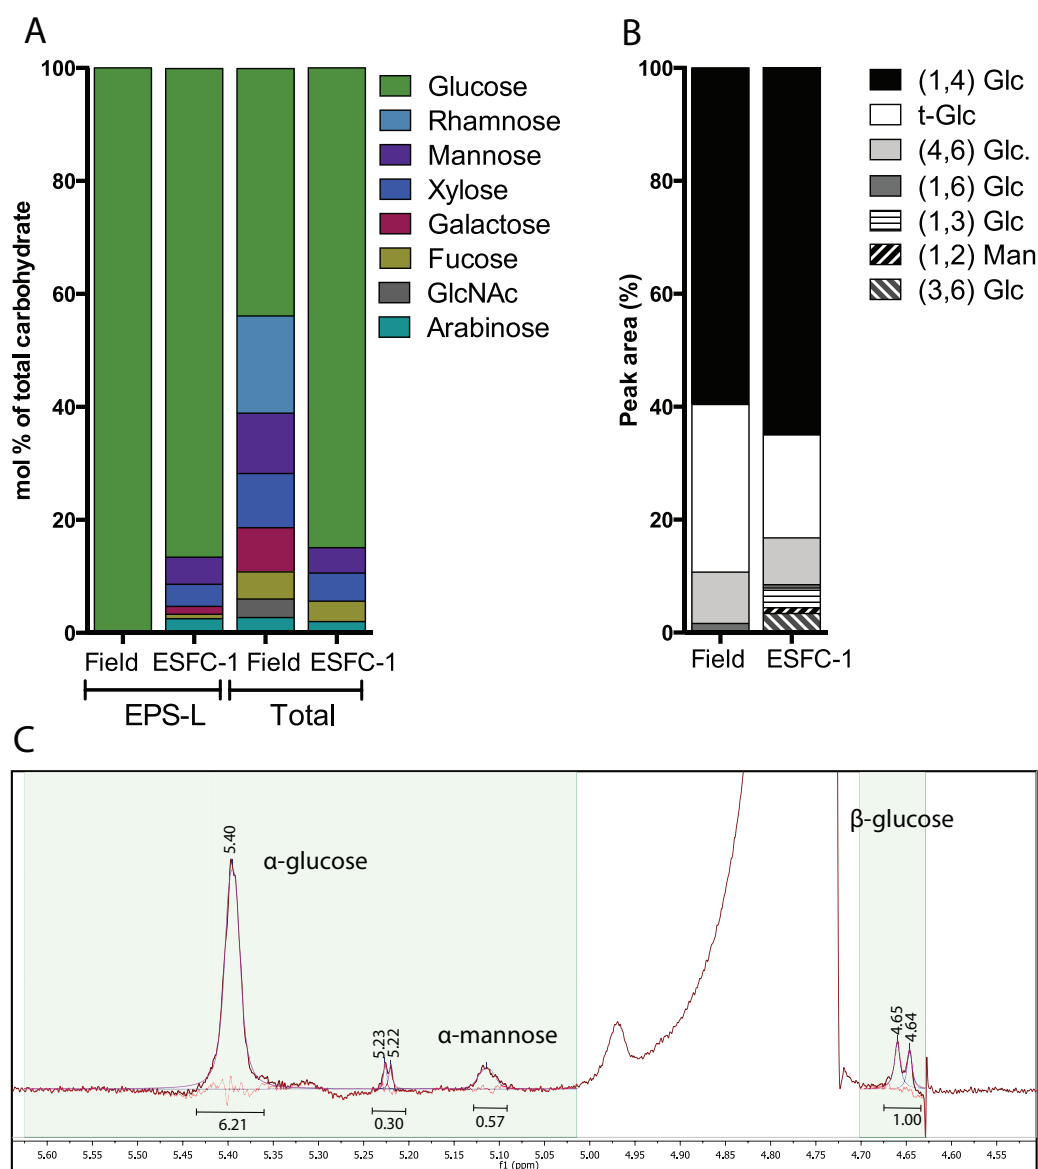 A
mol % of total carbohydrate
100
80
60
40
20
0
Glucose
Rhamnose
Mannose
Xylose
Galactose
Fucose
GlcNAc
Arabinose
Field ESFC-1 Field ESFC-1
EPS-L Total
B
Peak area (%)
100
80
60
40
20
0
(1,4) Glc
t-Glc
(4,6) Glc.
(1,6) Glc
(1,3) Glc
(1,2) Man
(3,6) Glc
Field ESFC-1
C
5.40
α-glucose
5.23
5.22
α-mannose
β-glucose
4.65
4.64
6.21
0.30
0.57
1.00
5.60 5.55 5.50 5.45 5.40 5.35 5.30 5.25 5.20 5.15 5.10 5.05 5.00 4.95 4.90 4.85 4.80 4.75 4.70 4.65 4.60 4.55
f1 (ppm)